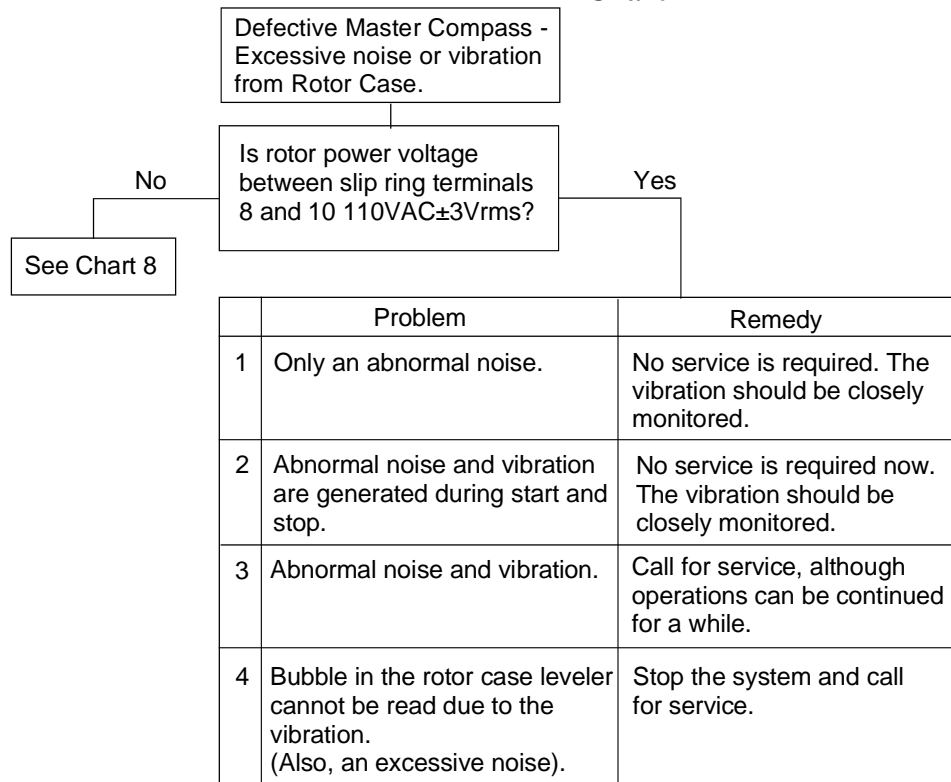 Defective Master Compass -
Excessive noise or vibration
from Rotor Case.
Is rotor power voltage
between slip ring terminals
8 and 10 110VAC±3Vrms?
No
Yes
See Chart 8
Problem
Remedy
1
Only an abnormal noise.
No service is required. The
vibration should be closely
monitored.
2
Abnormal noise and vibration
are generated during start and
stop.
No service is required now.
The vibration should be
closely monitored.
3
Abnormal noise and vibration.
Call for service, although
operations can be continued
for a while.
4
Bubble in the rotor case leveler
cannot be read due to the
vibration.
(Also, an excessive noise).
Stop the system and call
for service.